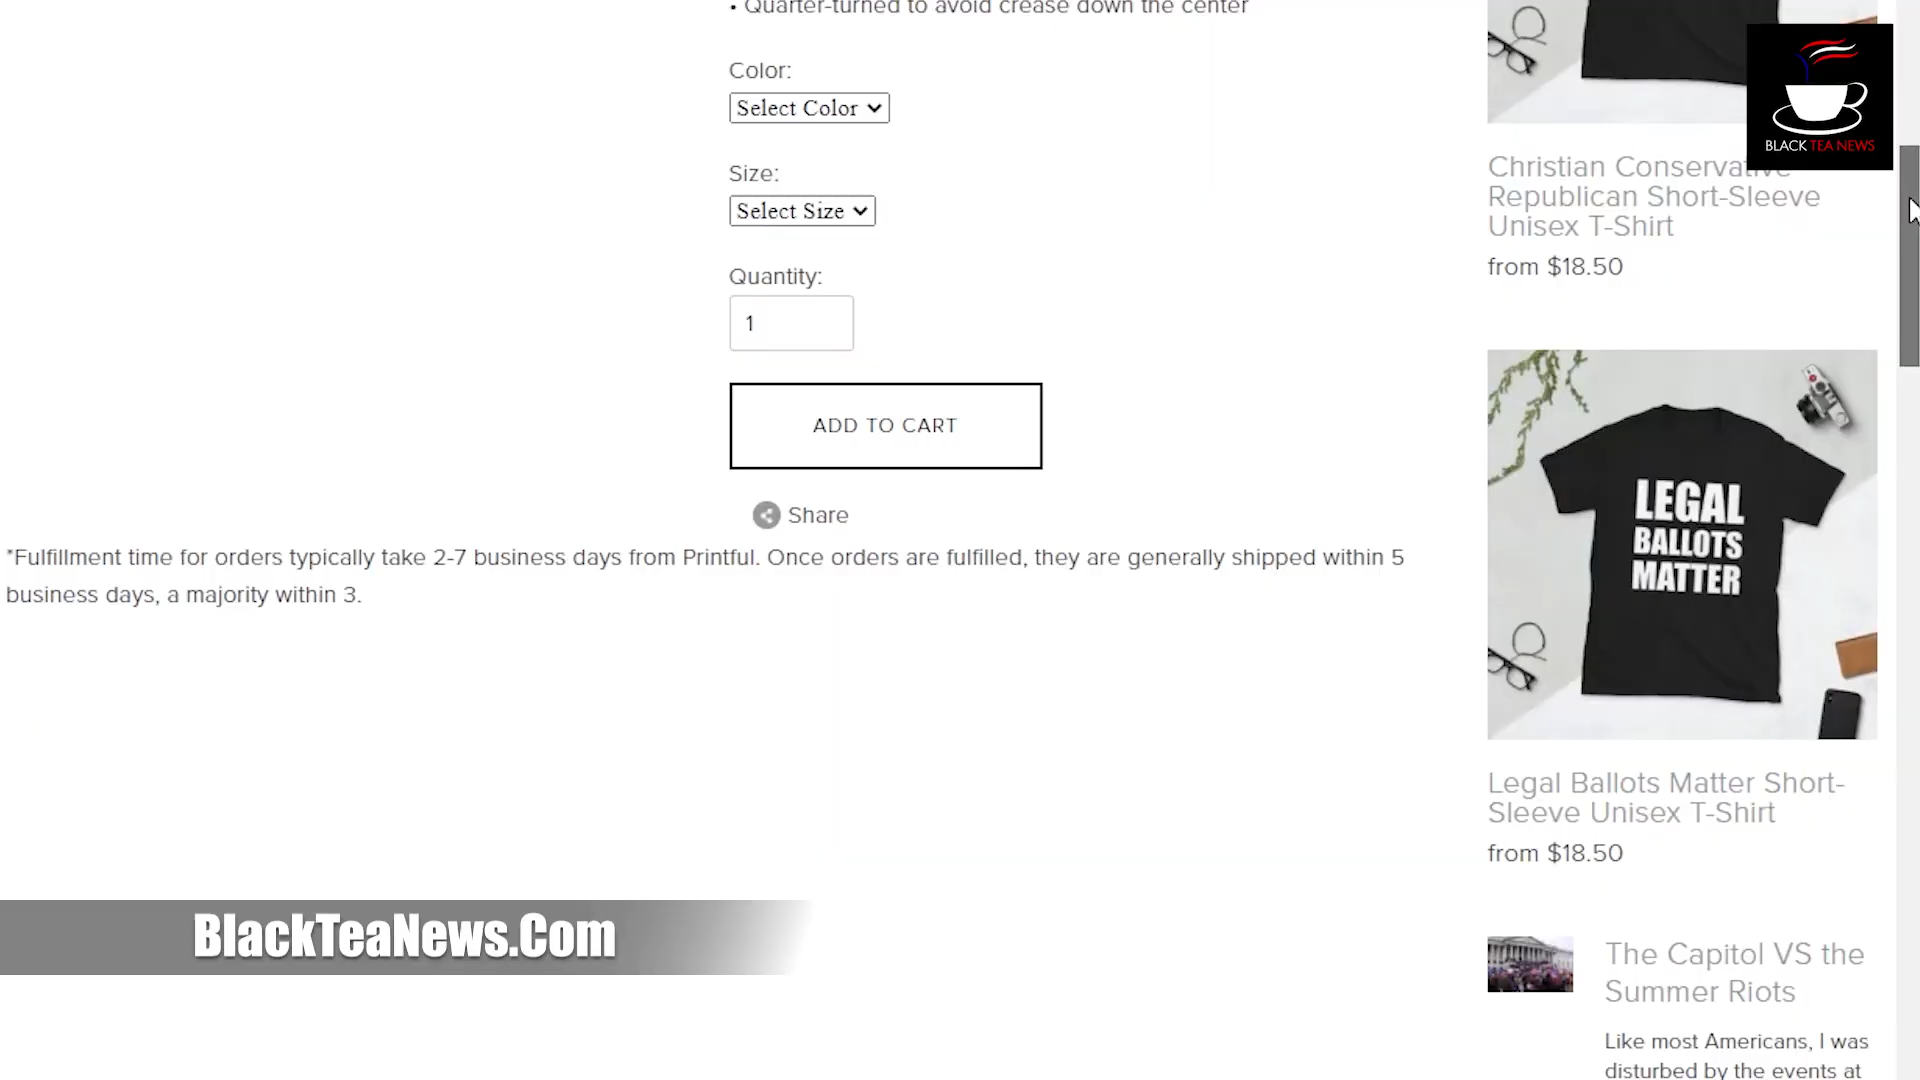 • Quarter-turned to avoid crease down the center
Color:
Select Color
Size:
Select Size
Quantity:
1
ADD TO CART
Share
*Fulfillment time for orders typically take 2-7 business days from Printful. Once orders are fulfilled, they are generally shipped within 5
business days, a majority within 3.
BLACK TEA NEWS
Christian Conservative
Republican Short-Sleeve
Unisex T-Shirt
from $18.50
LEGAL
BALLOTS
MATTER
Legal Ballots Matter Short-
Sleeve Unisex T-Shirt
from $18.50
The Capitol VS the
Summer Riots
Like most Americans, I was
disturbed by the events at
BlackTeaNews.Com